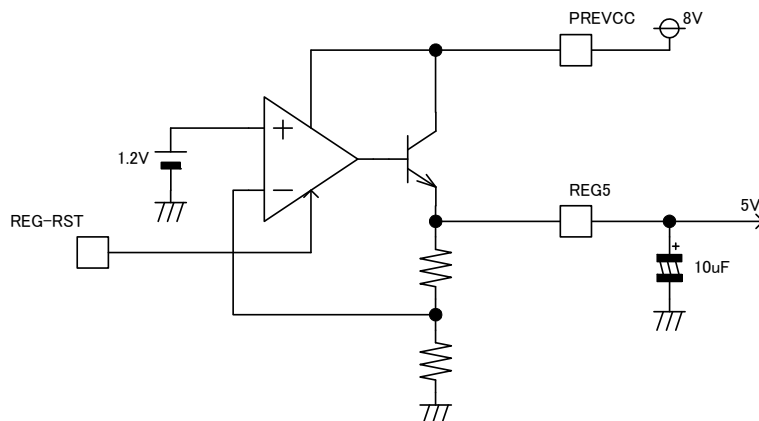 PREVCC
8V
1.2V
REG5
5V
REG-RST
10uF